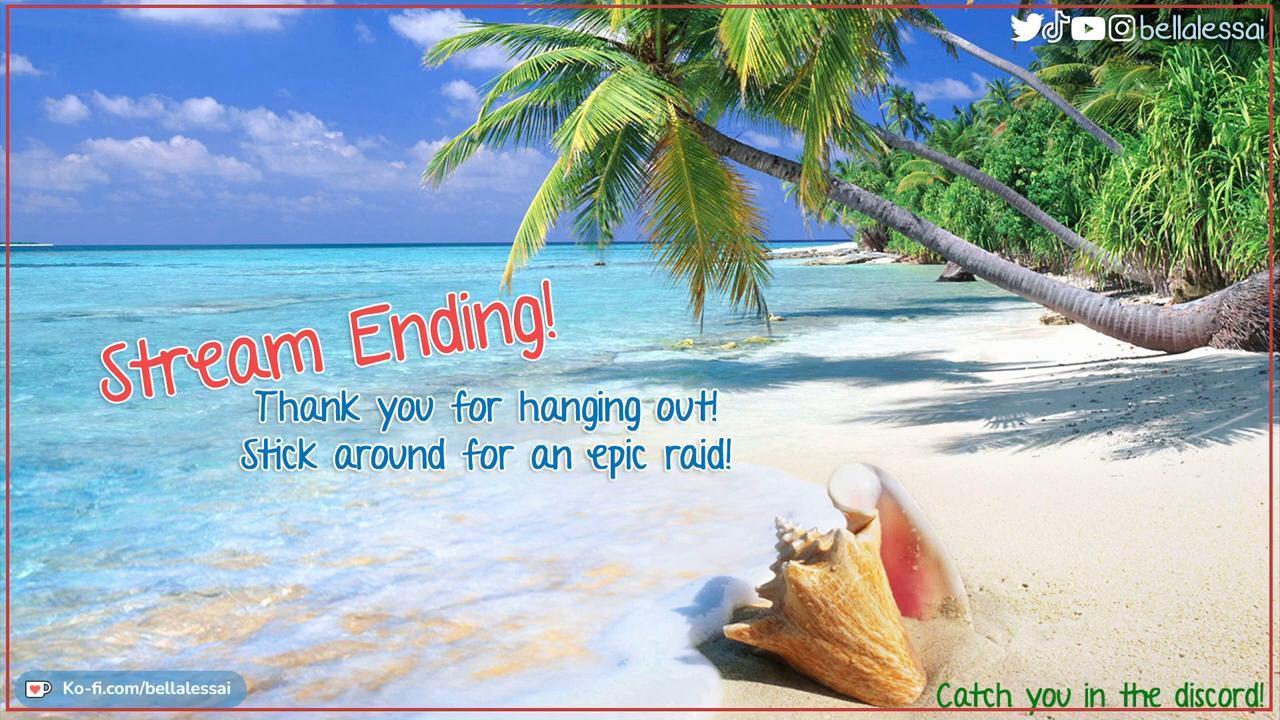 bellalessai
Stream Ending!
Thank you for hanging out!
Stick around for an epic raid!
Ko-fi.com/bellalessai
Catch you in the discord!